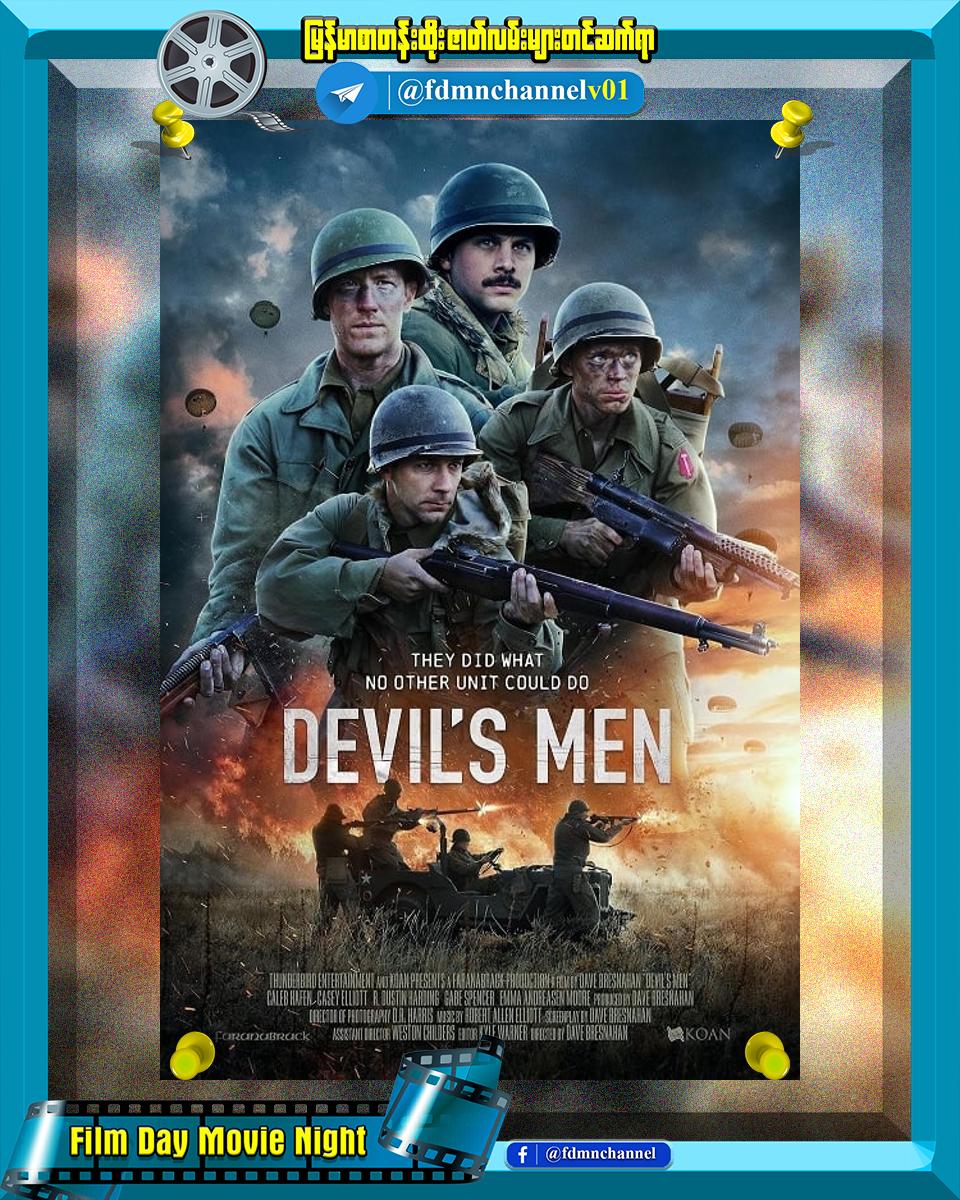 မြန်မာစာတန်းထိုးဇာတ်လမ်းများတင်ဆက်ရာ
@fdmnchannelv01
THEY DID WHAT
NO OTHER UNIT COULD DO
DEVIL'S MEN
THUNDERBIRD ENTERTAINMENT AND KOAN PRESENTS A FARANABRACK PRODUCTION A FILM BY DAVE BRESNAHAN "DEVIL'S MEN"
CALEB HAFEN CASEY ELLIOTT R. DUSTIN HARDING GABE SPENCER EMMA ANDREASEN MOORE PRODUCED BY DAVE BRESNAHAN
DIRECTOR OF PHOTOGRAPHY D.R. HARRIS MUSIC BY ROBERT ALLEN ELLIOTT SCREENPLAY BY DAVE BRESNAHAN
ASSISTANT DIRECTOR WESTON CHILDERS EDITOR KYLE WARNER DIRECTED BY DAVE BRESNAHAN
FARANABRACK
KOAN
Film Day Movie Night
@fdmnchannel